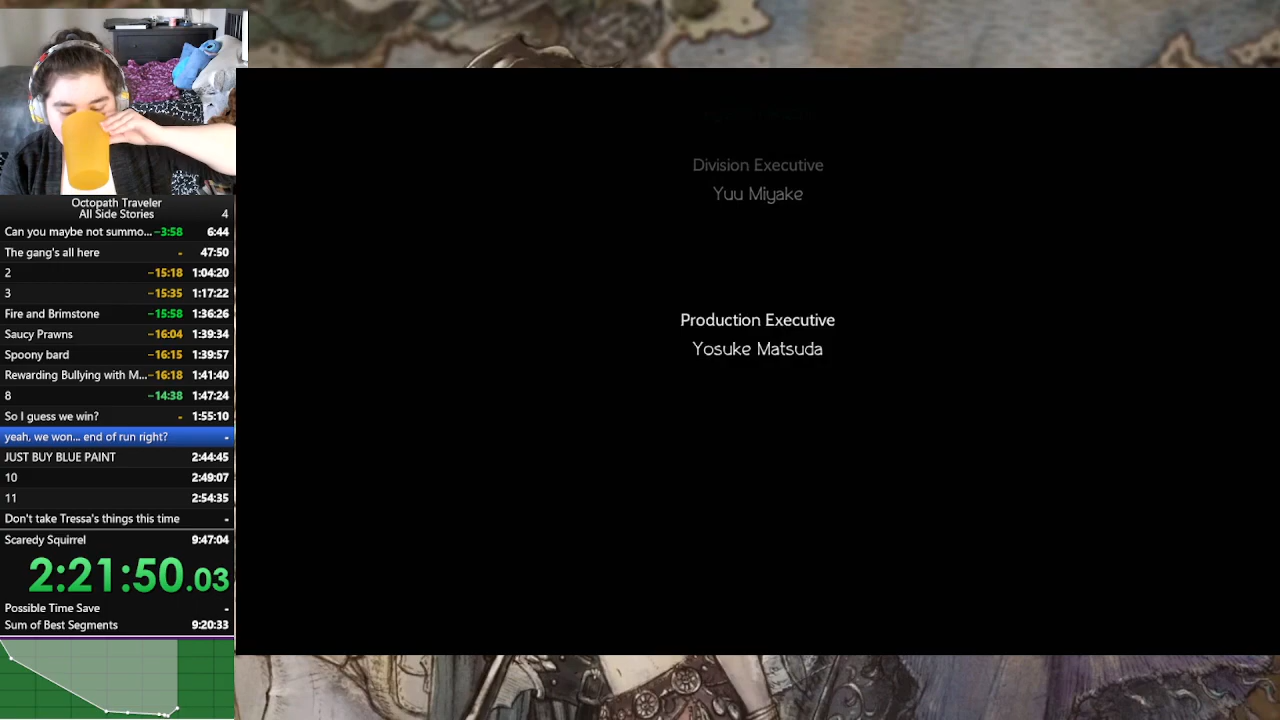 Octopath Traveler
All Side Stories 4
Can you maybe not summo... −3:58 6:44
The gang's all here - 47:50
2 −15:18 1:04:20
3 −15:35 1:17:22
Fire and Brimstone −15:58 1:36:26
Saucy Prawns −16:04 1:39:34
Spoony bard −16:15 1:39:57
Rewarding Bullying with M... −16:18 1:41:40
8 −14:38 1:47:24
So I guess we win? - 1:55:10
yeah, we won... end of run right? -
JUST BUY BLUE PAINT 2:44:45
10 2:49:07
11 2:54:35
Don't take Tressa's things this time -
Scaredy Squirrel 9:47:04
2:21:50.03
Possible Time Save -
Sum of Best Segments 9:20:33
Division Executive
Yuu Miyake
Production Executive
Yosuke Matsuda